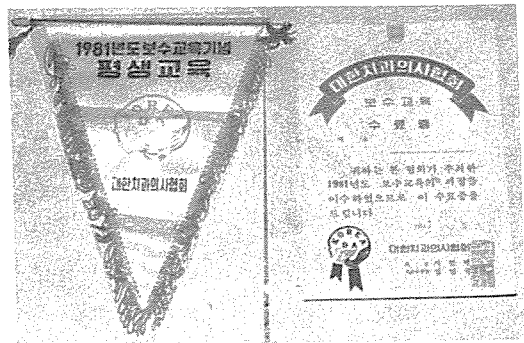 1981년도보수교육기념
평생교육
KOREA
D A
대한치과의사협회
대한치과의사협회
보수교육
수료증
귀하는 본 협회가 주최한
1981년도 보수교육의 과정을
이수하였으므로 이 수료증을
드립니다
KOREA
D A
대한치과의사협회